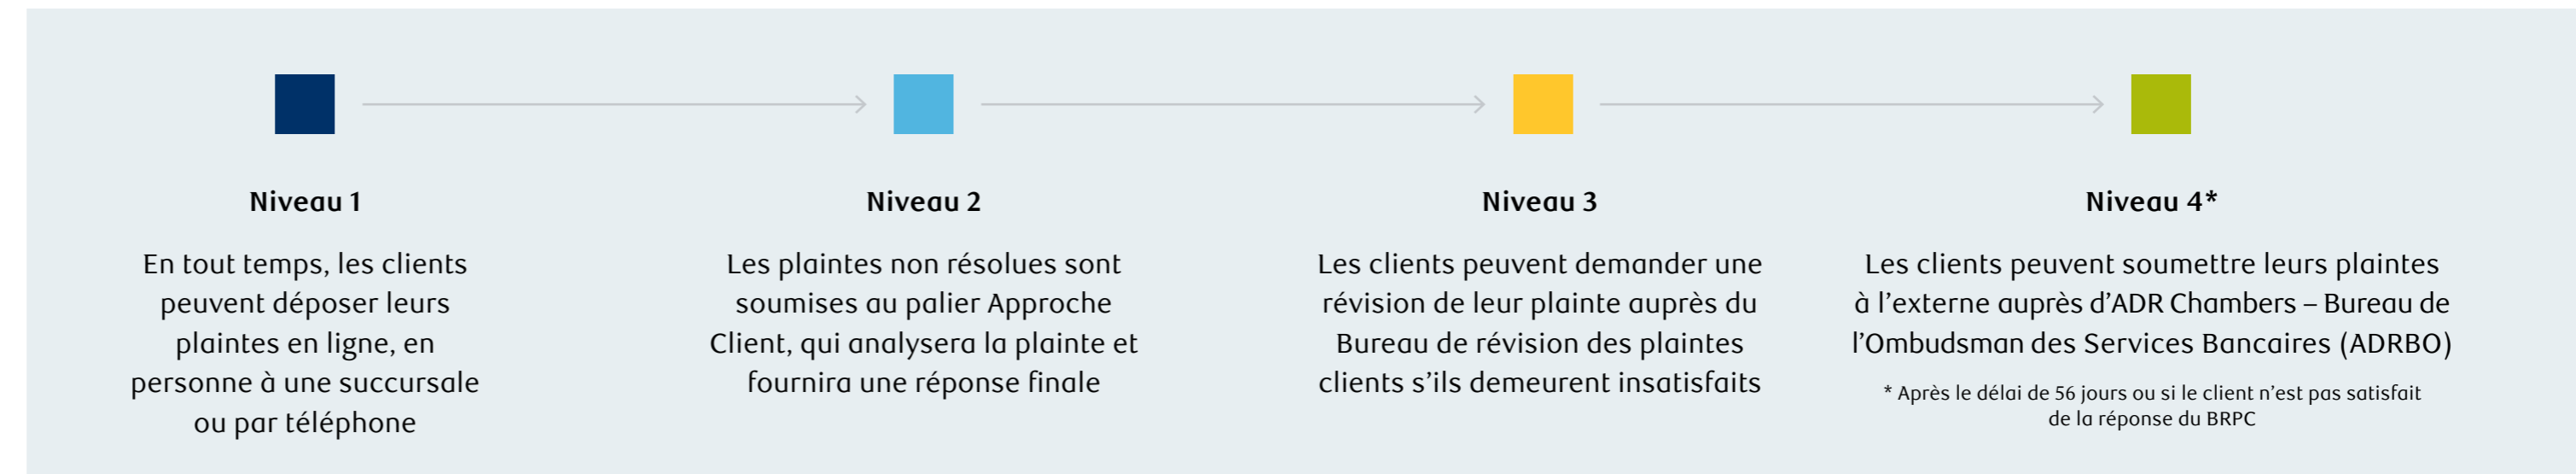 Niveau 1
En tout temps, les clients
peuvent déposer leurs
plaintes en ligne, en
personne à une succursale
ou par téléphone
Niveau 2
Les plaintes non résolues sont
soumises au palier Approche
Client, qui analysera la plainte et
fournira une réponse finale
Niveau 3
Les clients peuvent demander une
révision de leur plainte auprès du
Bureau de révision des plaintes
clients s’ils demeurent insatisfaits
Niveau 4*
Les clients peuvent soumettre leurs plaintes
à l’externe auprès d’ADR Chambers – Bureau de
l’Ombudsman des Services Bancaires (ADRBO)
* Après le délai de 56 jours ou si le client n’est pas satisfait
de la réponse du BRPC